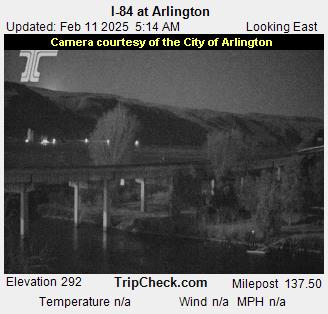 I-84 at Arlington
Updated: Feb 11 2025 5:14 AM Looking East
Camera courtesy of the City of Arlington
Elevation 292 TripCheck.com Milepost 137.50
Temperature n/a Wind n/a MPH n/a